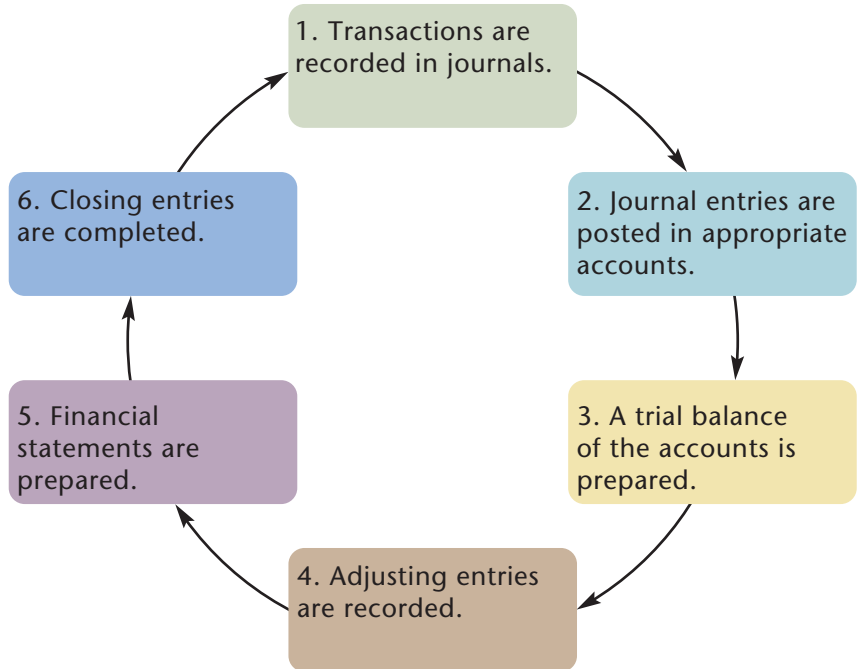 1. Transactions are
recorded in journals.
2. Journal entries are
posted in appropriate
accounts.
3. A trial balance
of the accounts is
prepared.
4. Adjusting entries
are recorded.
5. Financial
statements are
prepared.
6. Closing entries
are completed.